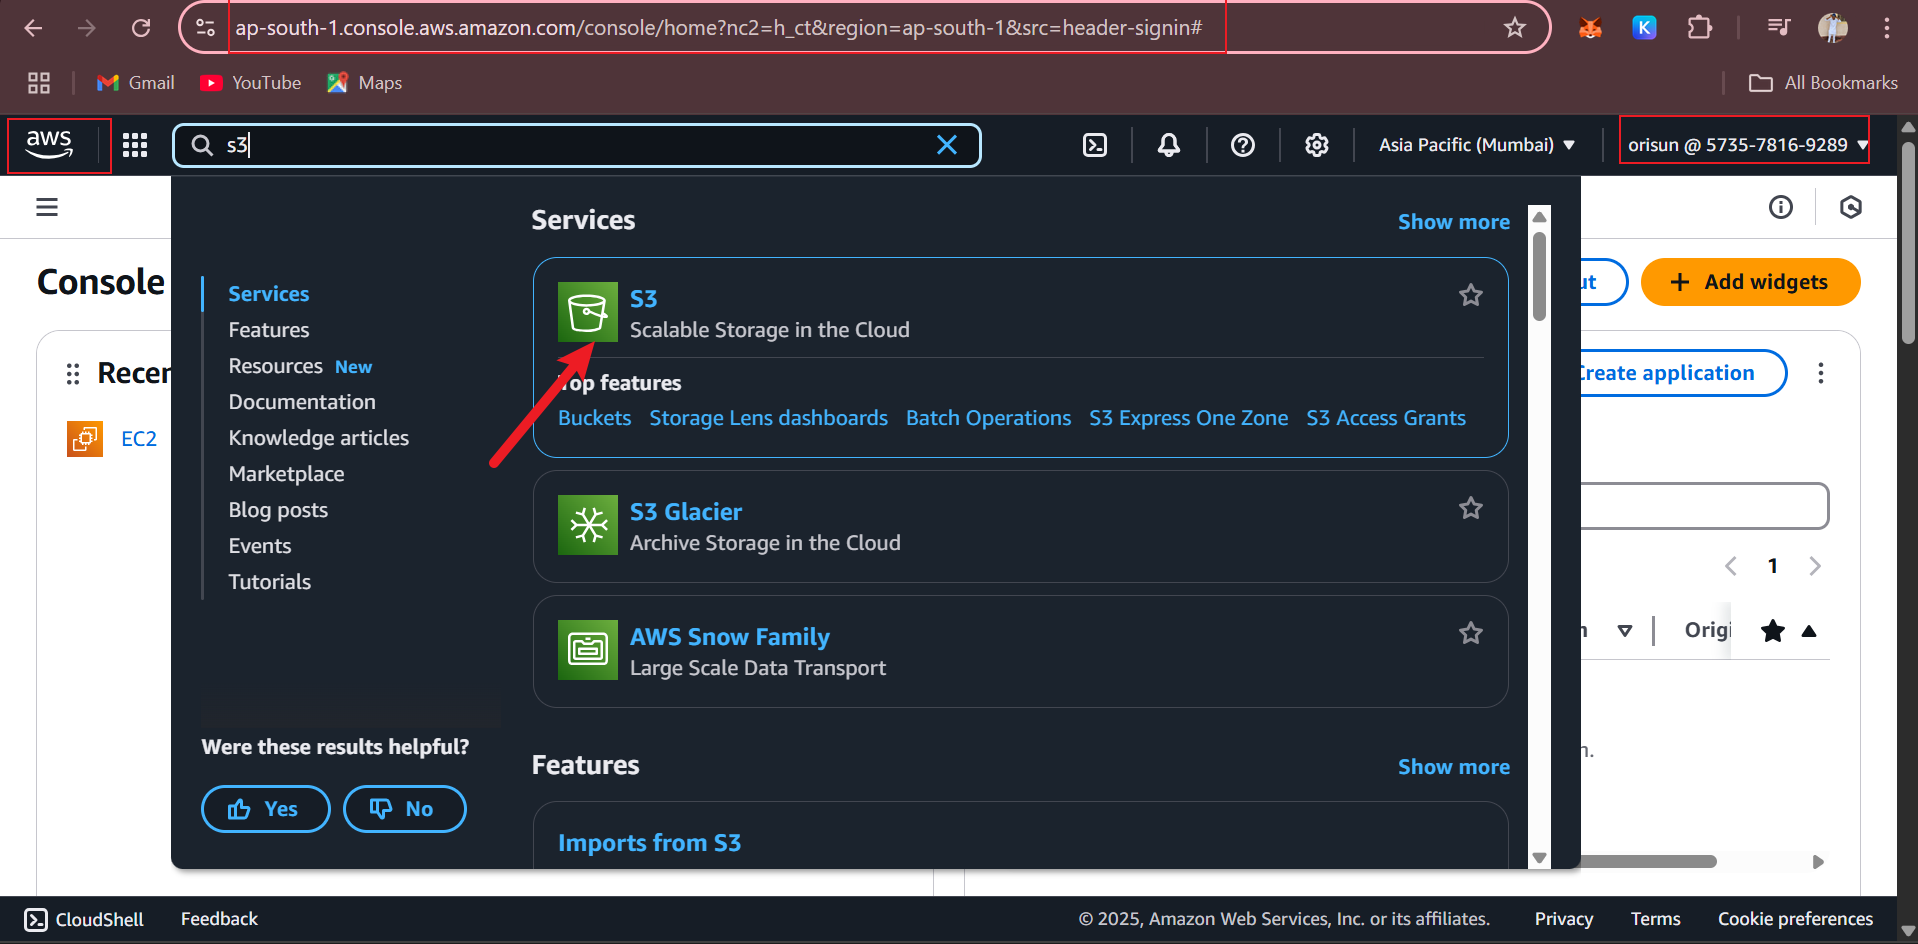 ap-south-1.console.aws.amazon.com/console/home?nc2=h_ct&region=ap-south-1&src=header-signin#
K
Gmail
YouTube
Maps
All Bookmarks
aws
s3
Asia Pacific (Mumbai)
orisun @ 5735-7816-9289
Services
Show more
Console
Add widgets
Services
Features
Resources New
Documentation
Knowledge articles
Marketplace
Blog posts
Events
Tutorials
S3
Scalable Storage in the Cloud
Top features
Buckets Storage Lens dashboards Batch Operations S3 Express One Zone S3 Access Grants
Create application
EC2
S3 Glacier
Archive Storage in the Cloud
1
AWS Snow Family
Large Scale Data Transport
Were these results helpful?
Yes No
Features
Show more
Imports from S3
CloudShell Feedback
© 2025, Amazon Web Services, Inc. or its affiliates. Privacy Terms Cookie preferences